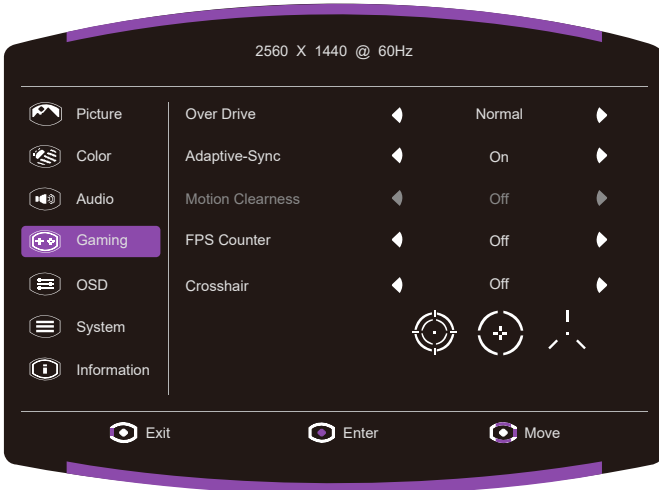 2560 X 1440 @ 60Hz
Picture
Over Drive
Normal
Color
Adaptive-Sync
On
Audio
Motion Clearness
Off
Gaming
FPS Counter
Off
OSD
Crosshair
Off
System
Information
Exit
Enter
Move